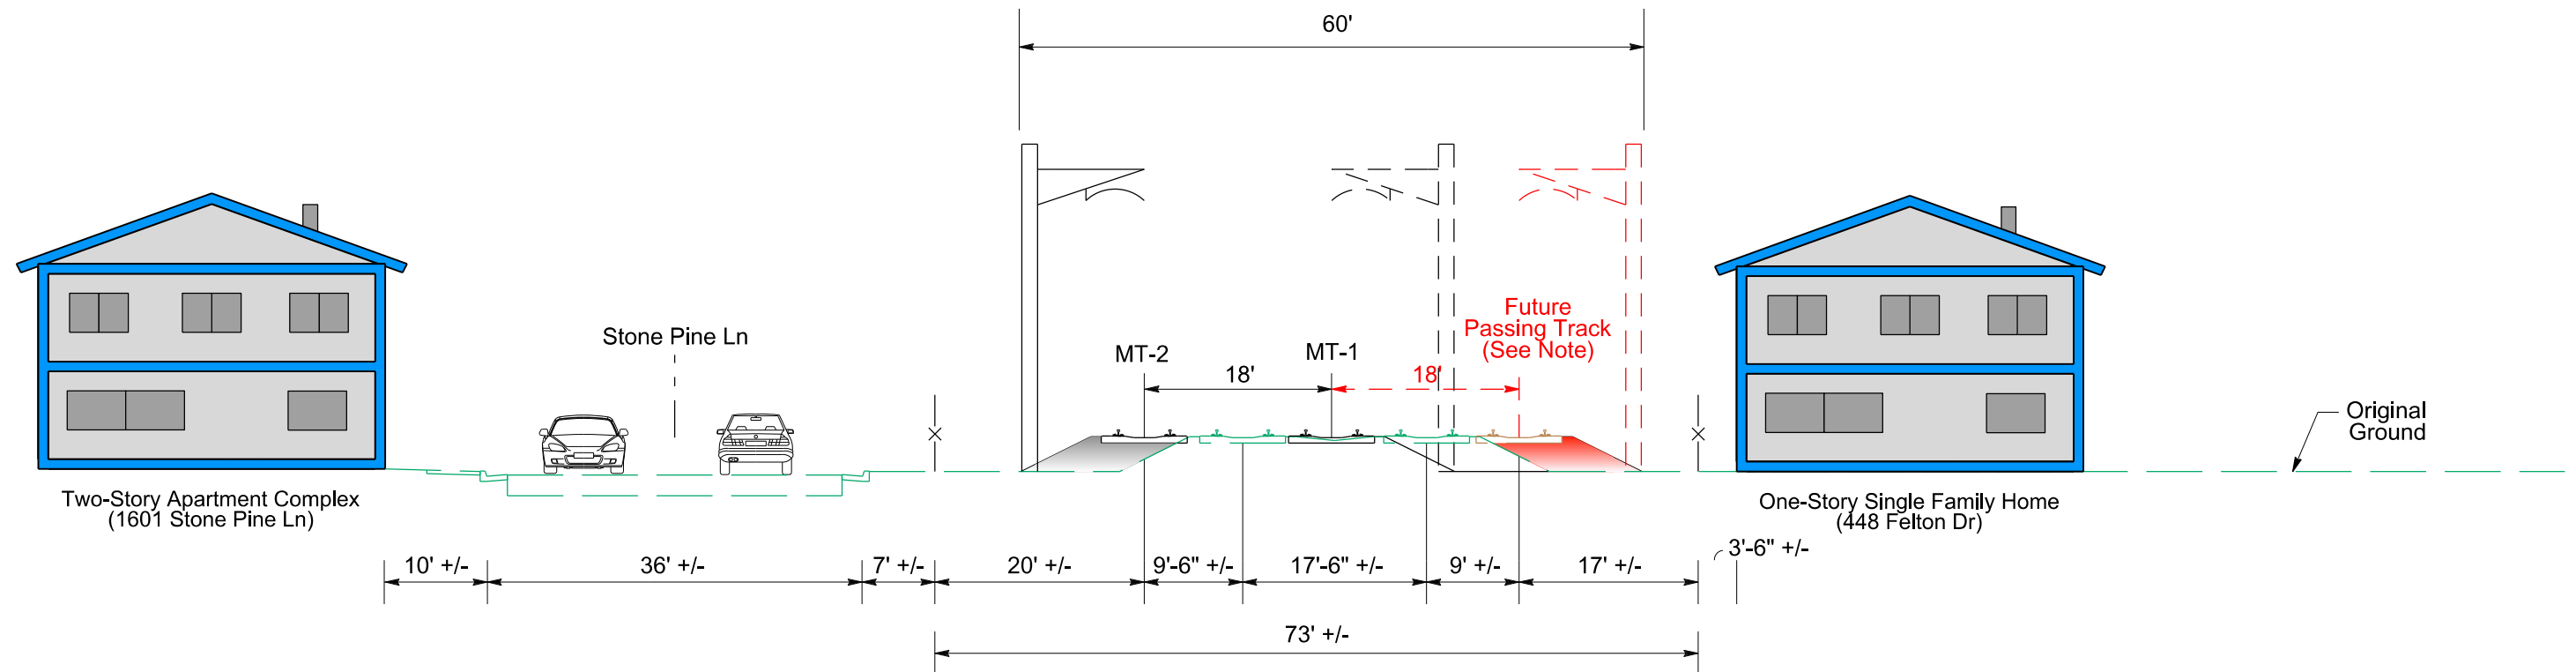 60'
Future
Passing Track
(See Note)
Stone Pine Ln
MT-2
MT-1
18'
18'
Original
Ground
Two-Story Apartment Complex
(1601 Stone Pine Ln)
One-Story Single Family Home
(448 Felton Dr)
3'-6" +/-
10' +/-
36' +/-
7' +/-
20' +/-
9'-6" +/-
17'-6" +/-
9' +/-
17' +/-
73' +/-